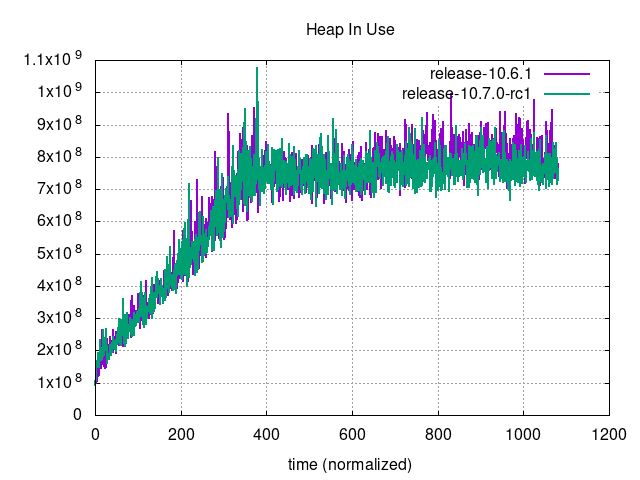 Heap In Use
1.1x10^9
1x10^9
9x10^8
8x10^8
7x10^8
6x10^8
5x10^8
4x10^8
3x10^8
2x10^8
1x10^8
0
release-10.6.1
release-10.7.0-rc1
0 200 400 600 800 1000 1200
time (normalized)